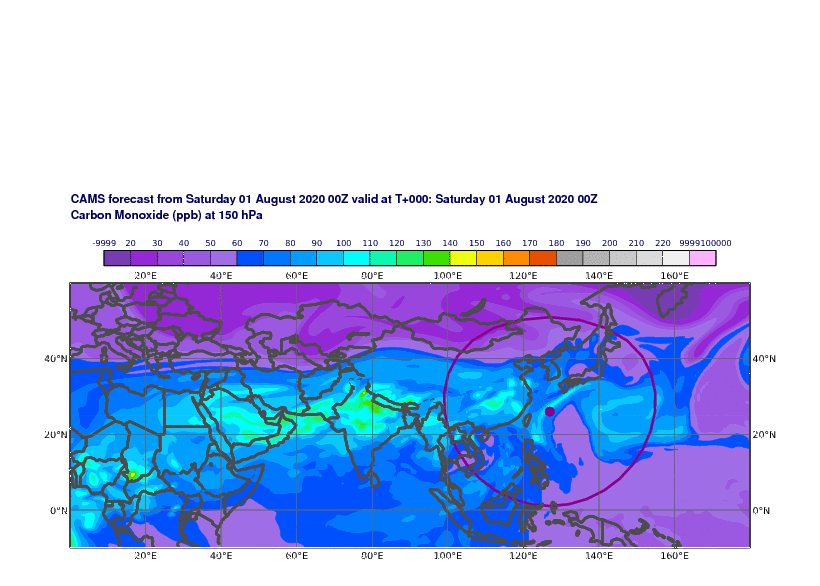 CAMS forecast from Saturday 01 August 2020 00Z valid at T+000: Saturday 01 August 2020 00Z
Carbon Monoxide (ppb) at 150 hPa
-9999 20 30 40 50 60 70 80 90 100 110 120 130 140 150 160 170 180 190 200 210 220 9999100000
20°E 40°E 60°E 80°E 100°E 120°E 140°E 160°E
40°N 40°N
20°N 20°N
0°N 0°N
20°E 40°E 60°E 80°E 100°E 120°E 140°E 160°E